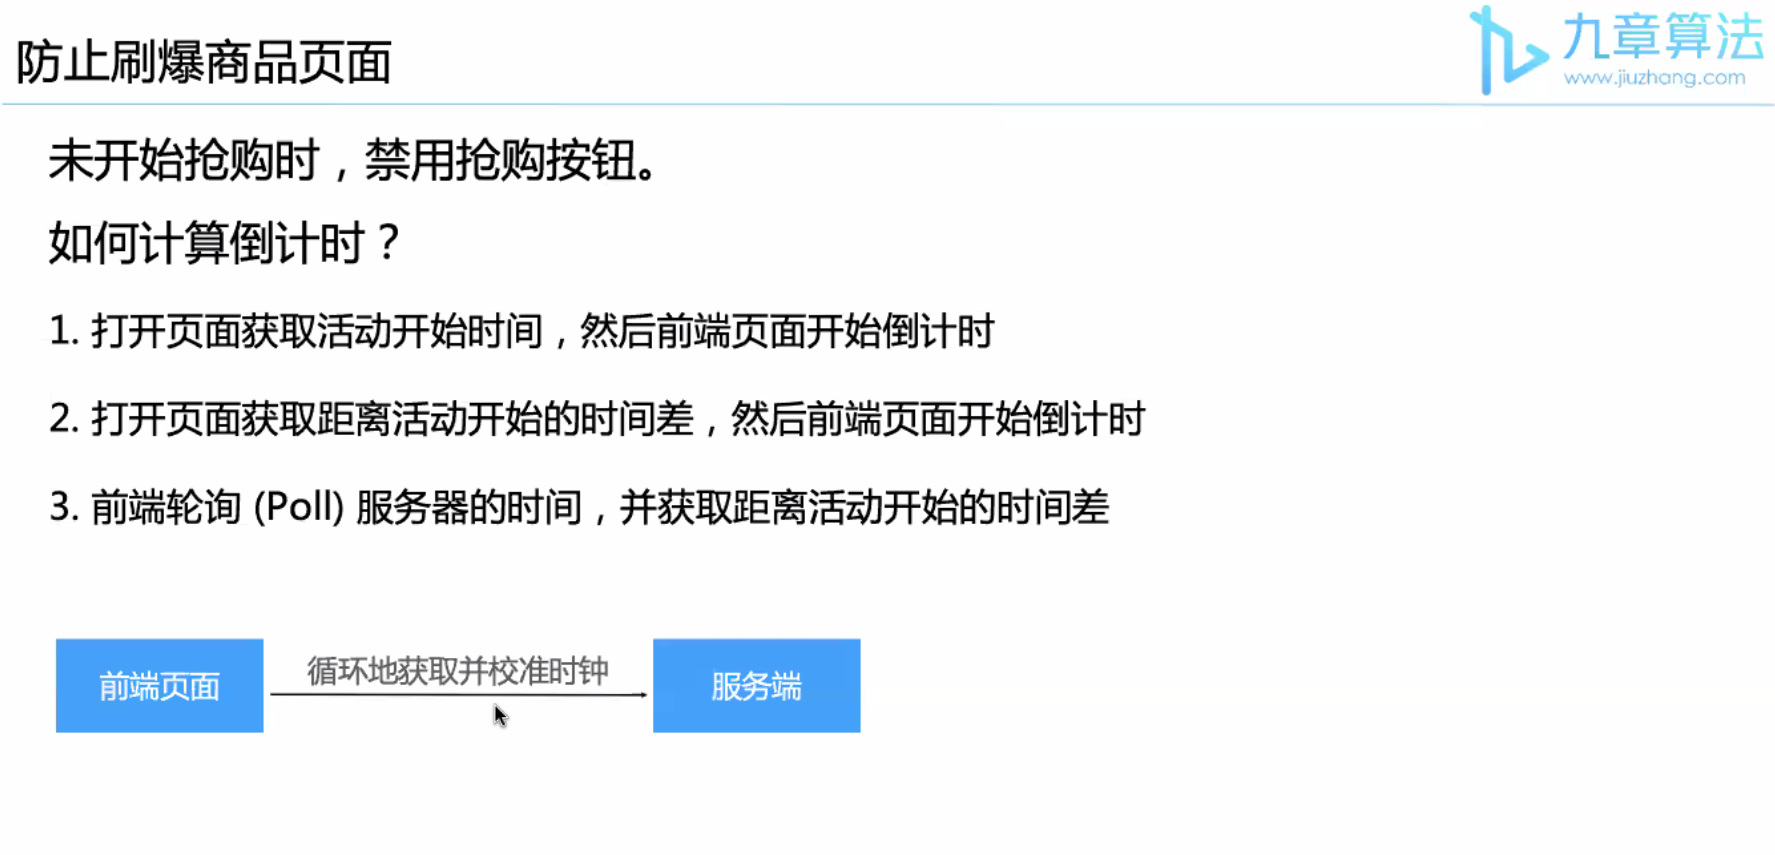 防止刷爆商品页面
九章算法
www.jiuzhang.com
未开始抢购时，禁用抢购按钮。
如何计算倒计时？
1. 打开页面获取活动开始时间，然后前端页面开始倒计时
2. 打开页面获取距离活动开始的时间差，然后前端页面开始倒计时
3. 前端轮询 (Poll) 服务器的时间，并获取距离活动开始的时间差
前端页面
循环地获取并校准时钟
服务端